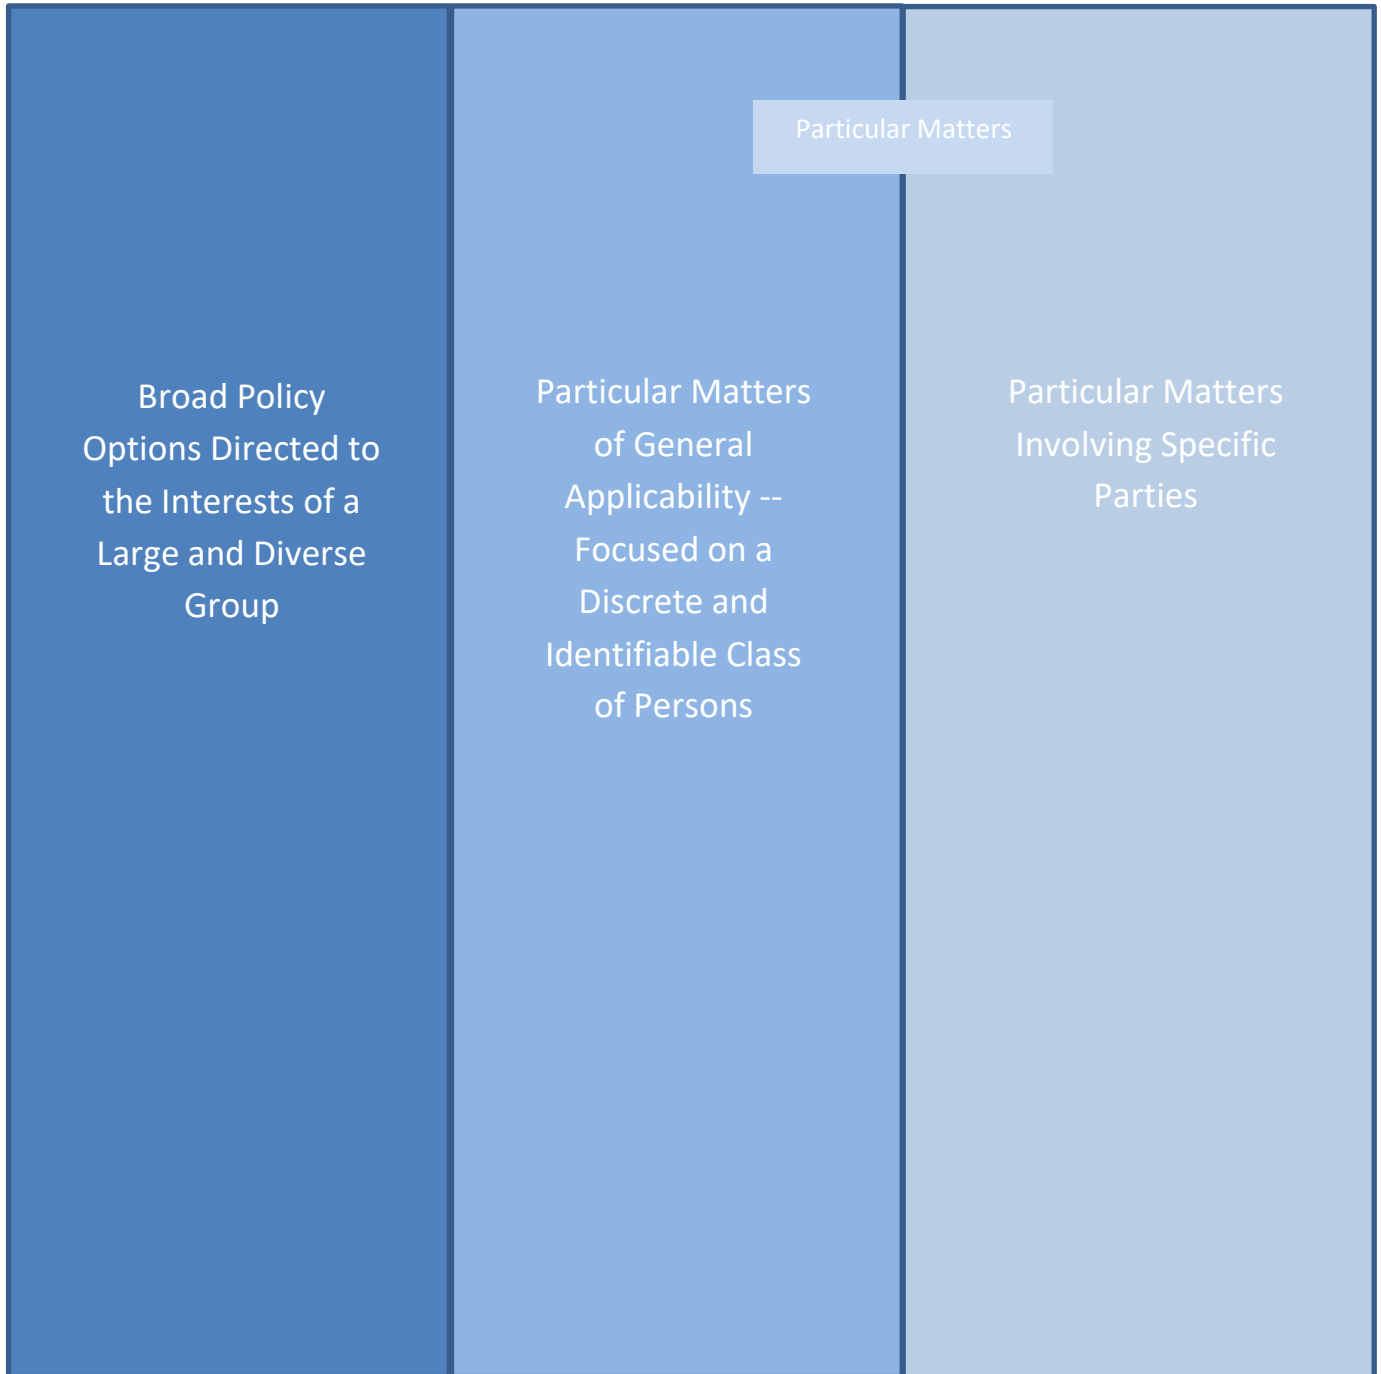 Particular Matters
Broad Policy
Options Directed to
the Interests of a
Large and Diverse
Group
Particular Matters
of General
Applicability --
Focused on a
Discrete and
Identifiable Class
of Persons
Particular Matters
Involving Specific
Parties